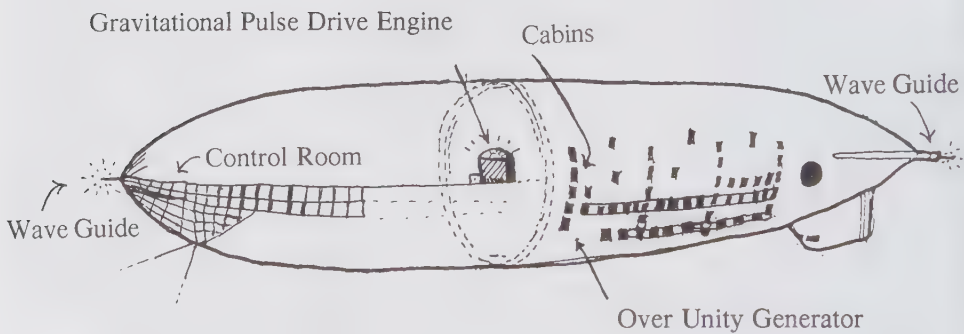 Gravitational Pulse Drive Engine
Cabins
Wave Guide
Control Room
Wave Guide
Over Unity Generator